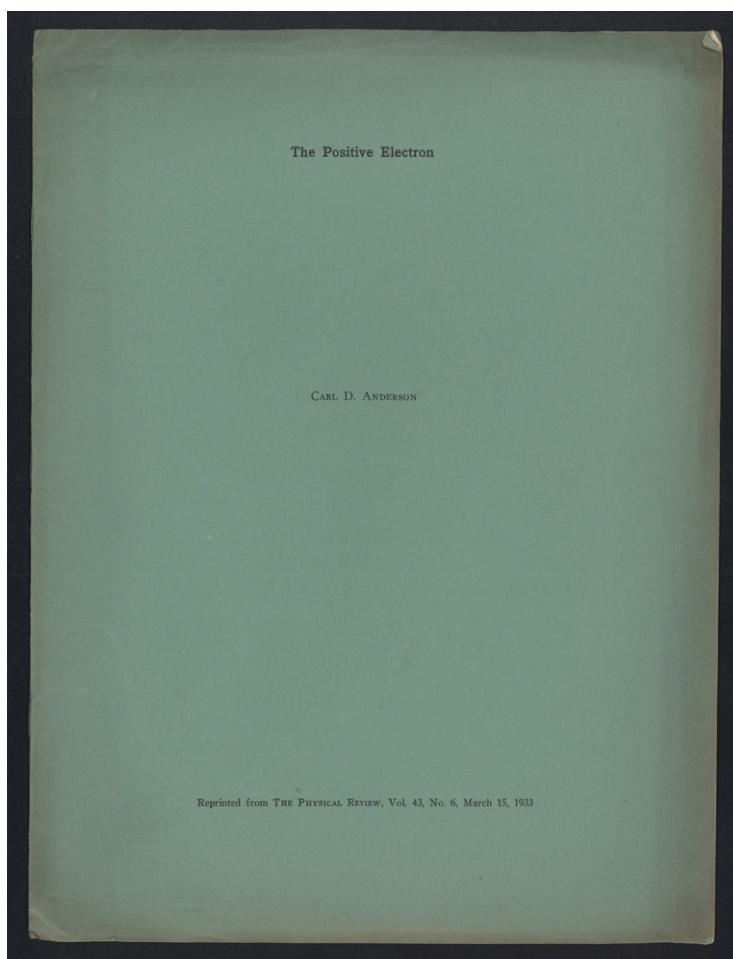 The Positive Electron
Carl D. Anderson
Reprinted from The Physical Review, Vol. 43, No. 6, March 15, 1933